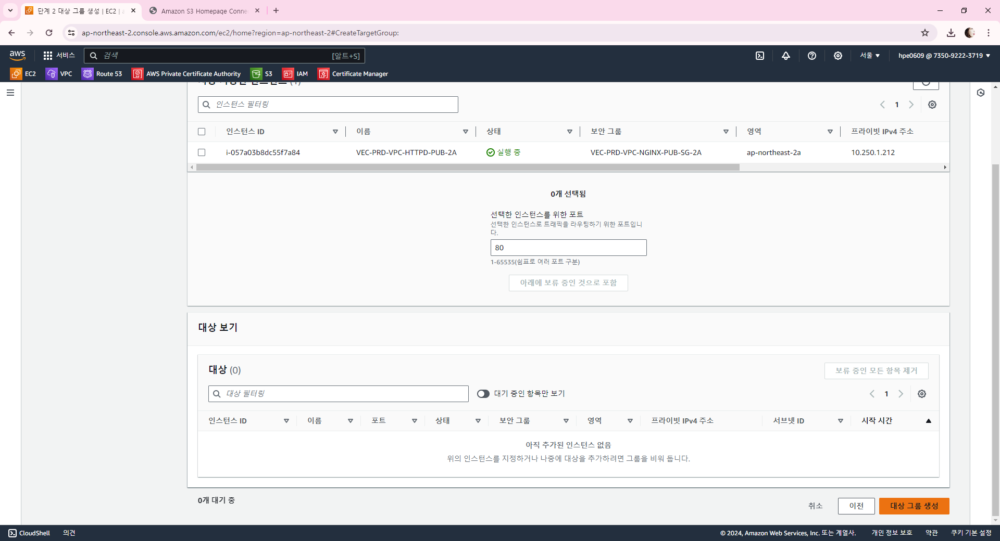 단계 2 대상 그룹 생성 | EC2 | a
Amazon S3 Homepage Conne
ap-northeast-2.console.aws.amazon.com/ec2/home?region=ap-northeast-2#CreateTargetGroup:
aws
서비스
검색
[알트+S]
서울 ▼
hpe0609 @ 7350-9222-3719 ▼
EC2
VPC
Route 53
AWS Private Certificate Authority
S3
IAM
Certificate Manager
인스턴스 필터링
1
인스턴스 ID
이름
상태
보안 그룹
영역
프라이빗 IPv4 주소
i-057a03b8dc55f7a84
VEC-PRD-VPC-HTTPD-PUB-2A
실행 중
VEC-PRD-VPC-NGINX-PUB-SG-2A
ap-northeast-2a
10.250.1.212
0개 선택됨
선택한 인스턴스를 위한 포트
선택한 인스턴스로 트래픽을 라우팅하기 위한 포트입니
다.
80
1-65535(쉼표로 여러 포트 구분)
아래에 보류 중인 것으로 포함
대상 보기
대상 (0)
보류 중인 모든 항목 제거
대상 필터링
대기 중인 항목만 보기
1
인스턴스 ID
이름
포트
상태
보안 그룹
영역
프라이빗 IPv4 주소
서브넷 ID
시작 시간
아직 추가된 인스턴스 없음
위의 인스턴스를 지정하거나 나중에 대상을 추가하려면 그룹을 비워 둡니다.
0개 대기 중
취소
이전
대상 그룹 생성
CloudShell
의견
© 2024, Amazon Web Services, Inc. 또는 계열사.
개인 정보 보호
약관
쿠키 기본 설정